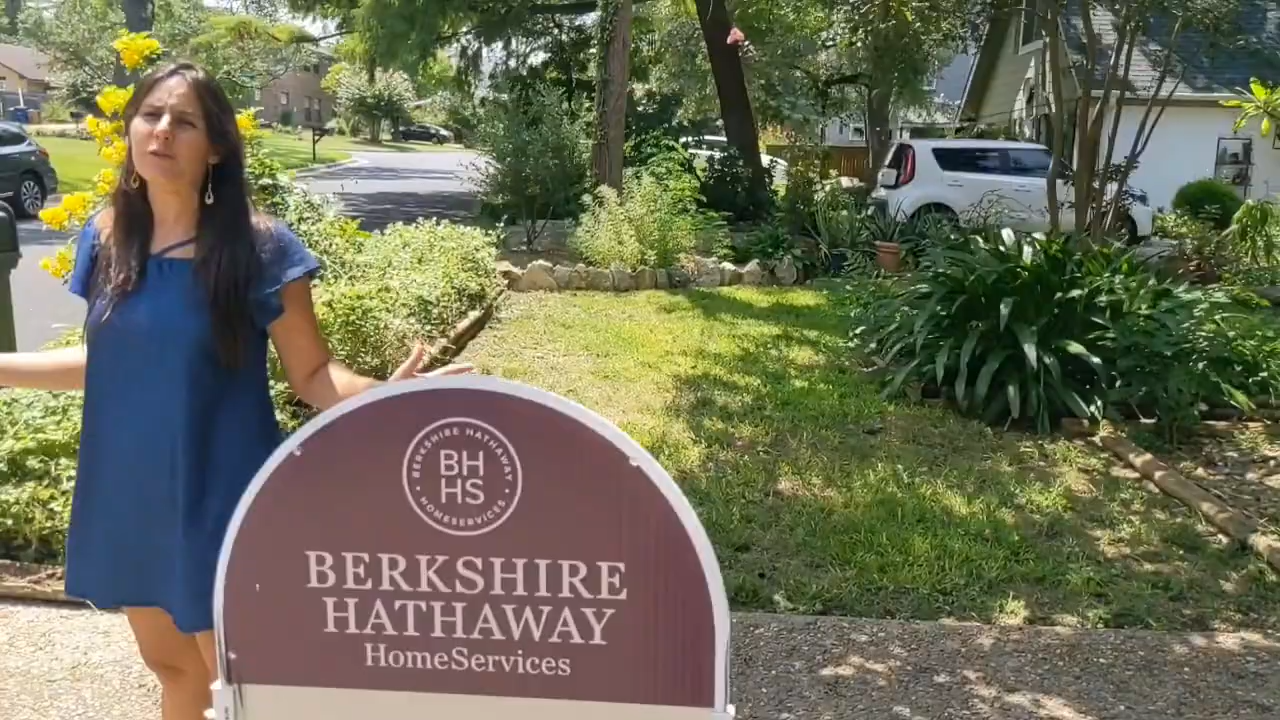 BERKSHIRE HATHAWAY
BH
HS
HOMESERVICES
BERKSHIRE
HATHAWAY
HomeServices